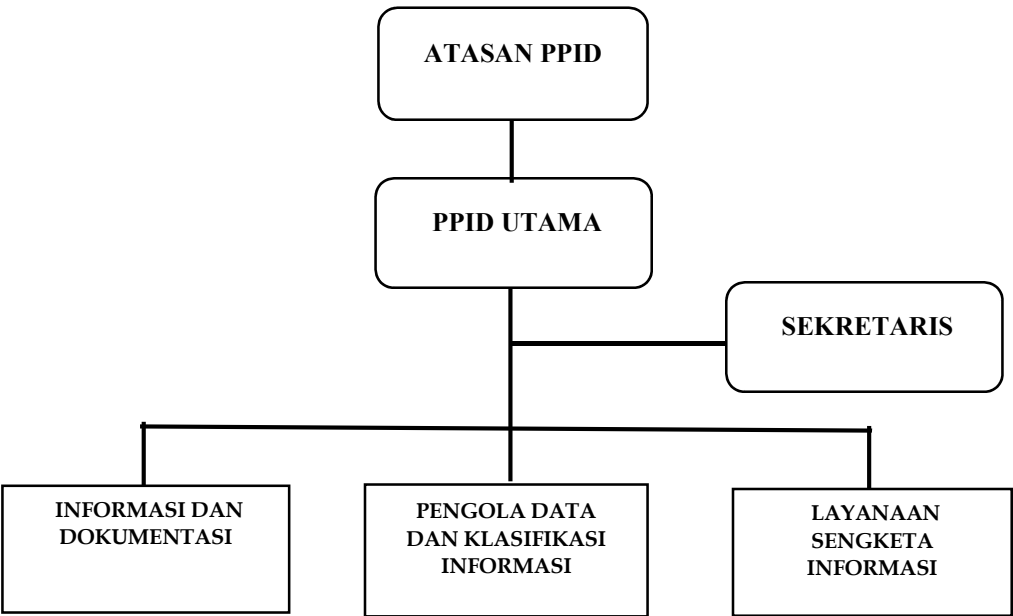 ATASAN PPID
PPID UTAMA
SEKRETARIS
INFORMASI DAN
DOKUMENTASI
PENGOLA DATA
DAN KLASIFIKASI
INFORMASI
LAYANAAN
SENGKETA
INFORMASI